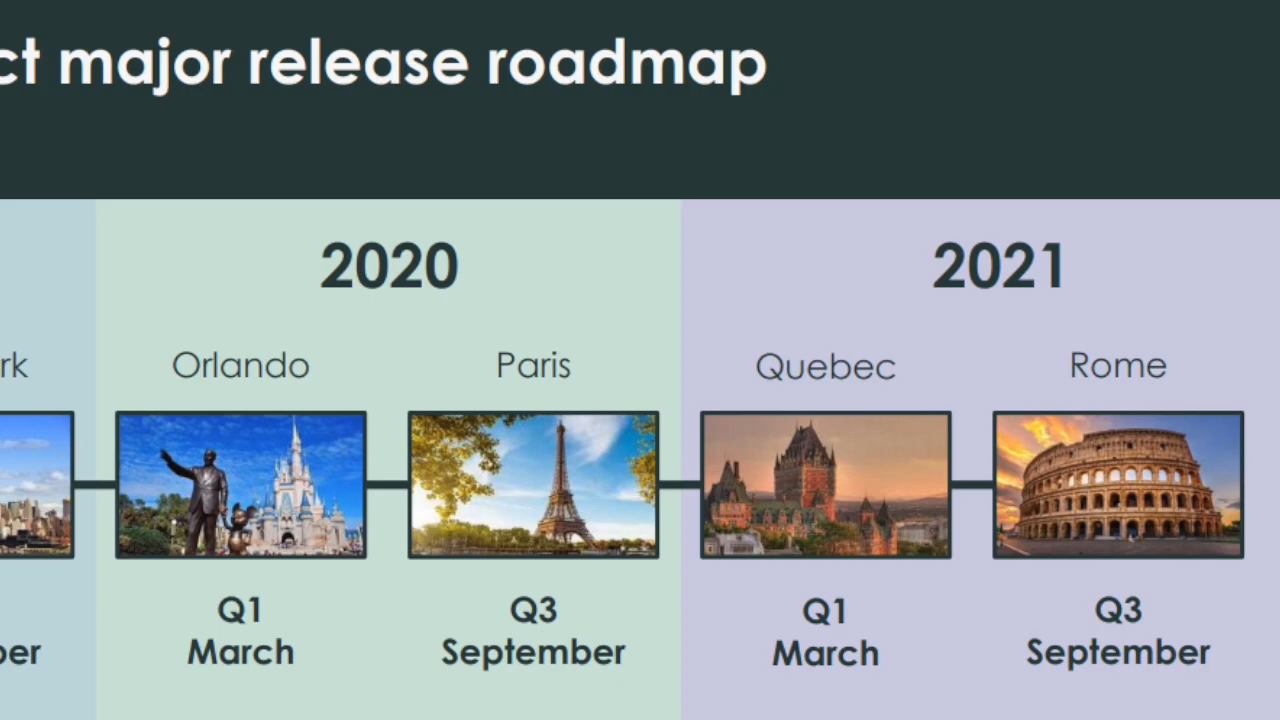 ct major release roadmap
2020
2021
rk
Orlando
Paris
Quebec
Rome
Q1
Q3
Q1
Q3
ber
March
September
March
September